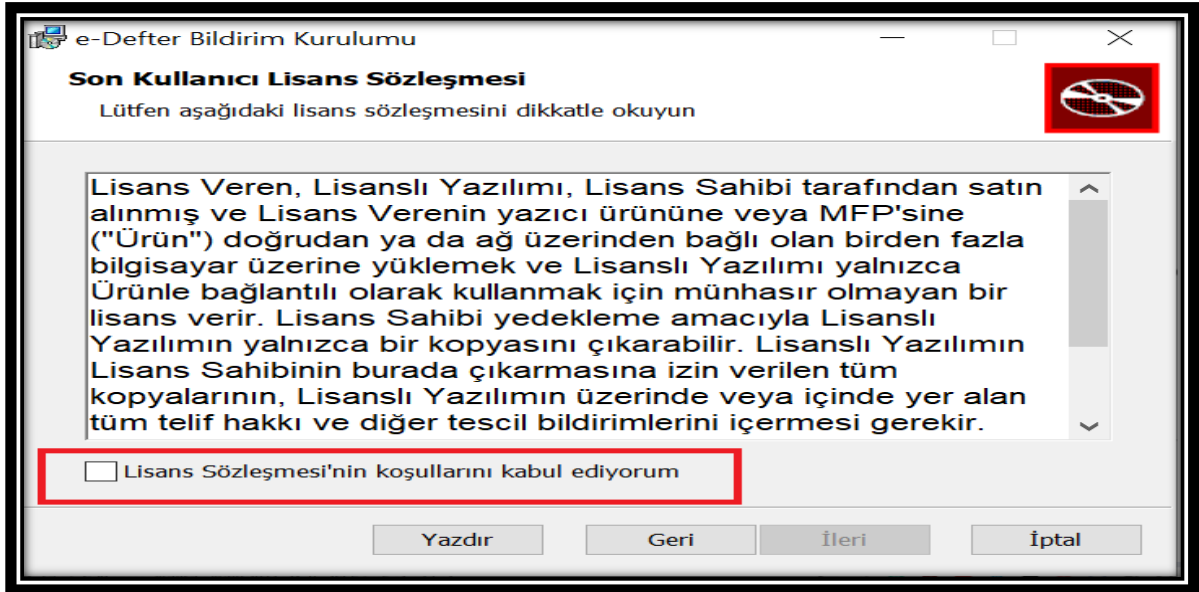 e-Defter Bildirim Kurulumu
Son Kullanıcı Lisans Sözleşmesi
Lütfen aşağıdaki lisans sözleşmesini dikkatle okuyun
Lisans Veren, Lisanslı Yazılımı, Lisans Sahibi tarafından satın
alınmış ve Lisans Verenin yazıcı ürününe veya MFP'sine
("Ürün") doğrudan ya da ağ üzerinden bağlı olan birden fazla
bilgisayar üzerine yüklemek ve Lisanslı Yazılımı yalnızca
Ürünle bağlantılı olarak kullanmak için münhasır olmayan bir
lisans verir. Lisans Sahibi yedekleme amacıyla Lisanslı
Yazılımın yalnızca bir kopyasını çıkarabilir. Lisanslı Yazılımın
Lisans Sahibinin burada çıkarmasına izin verilen tüm
kopyalarının, Lisanslı Yazılımın üzerinde veya içinde yer alan
tüm telif hakkı ve diğer tescil bildirimlerini içermesi gerekir.
Lisans Sözleşmesi'nin koşullarını kabul ediyorum
Yazdır Geri İleri İptal